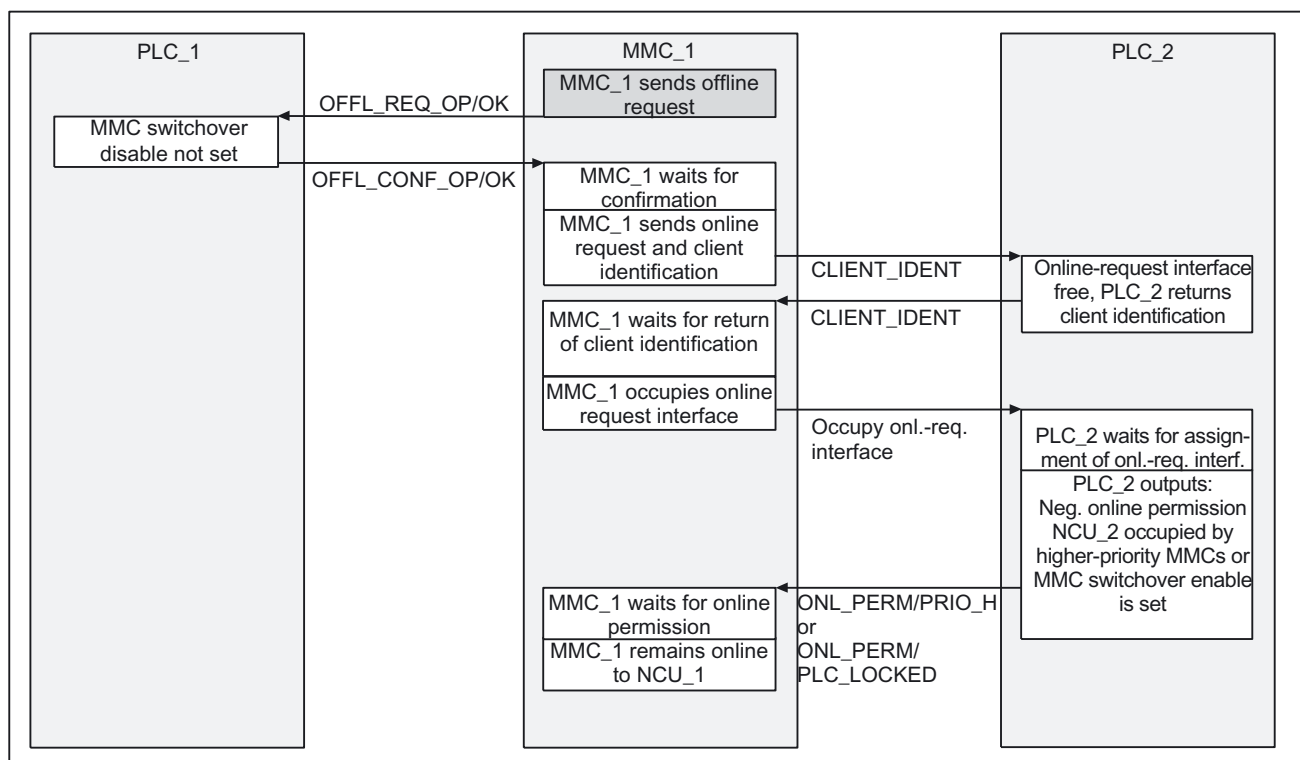 PLC_1
MMC_1
PLC_2
MMC_1 sends offline
request
OFFL_REQ_OP/OK
MMC switchover
disable not set
OFFL_CONF_OP/OK
MMC_1 waits for
confirmation
MMC_1 sends online
request and client
identification
CLIENT_IDENT
Online-request interface
free, PLC_2 returns
client identification
CLIENT_IDENT
MMC_1 waits for return
of client identification
MMC_1 occupies online
request interface
Occupy onl.-req.
interface
PLC_2 waits for assign-
ment of onl.-req. interf.
PLC_2 outputs:
Neg. online permission
NCU_2 occupied by
higher-priority MMCs or
MMC switchover enable
is set
ONL_PERM/PRIO_H
or
ONL_PERM/
PLC_LOCKED
MMC_1 waits for online
permission
MMC_1 remains online
to NCU_1